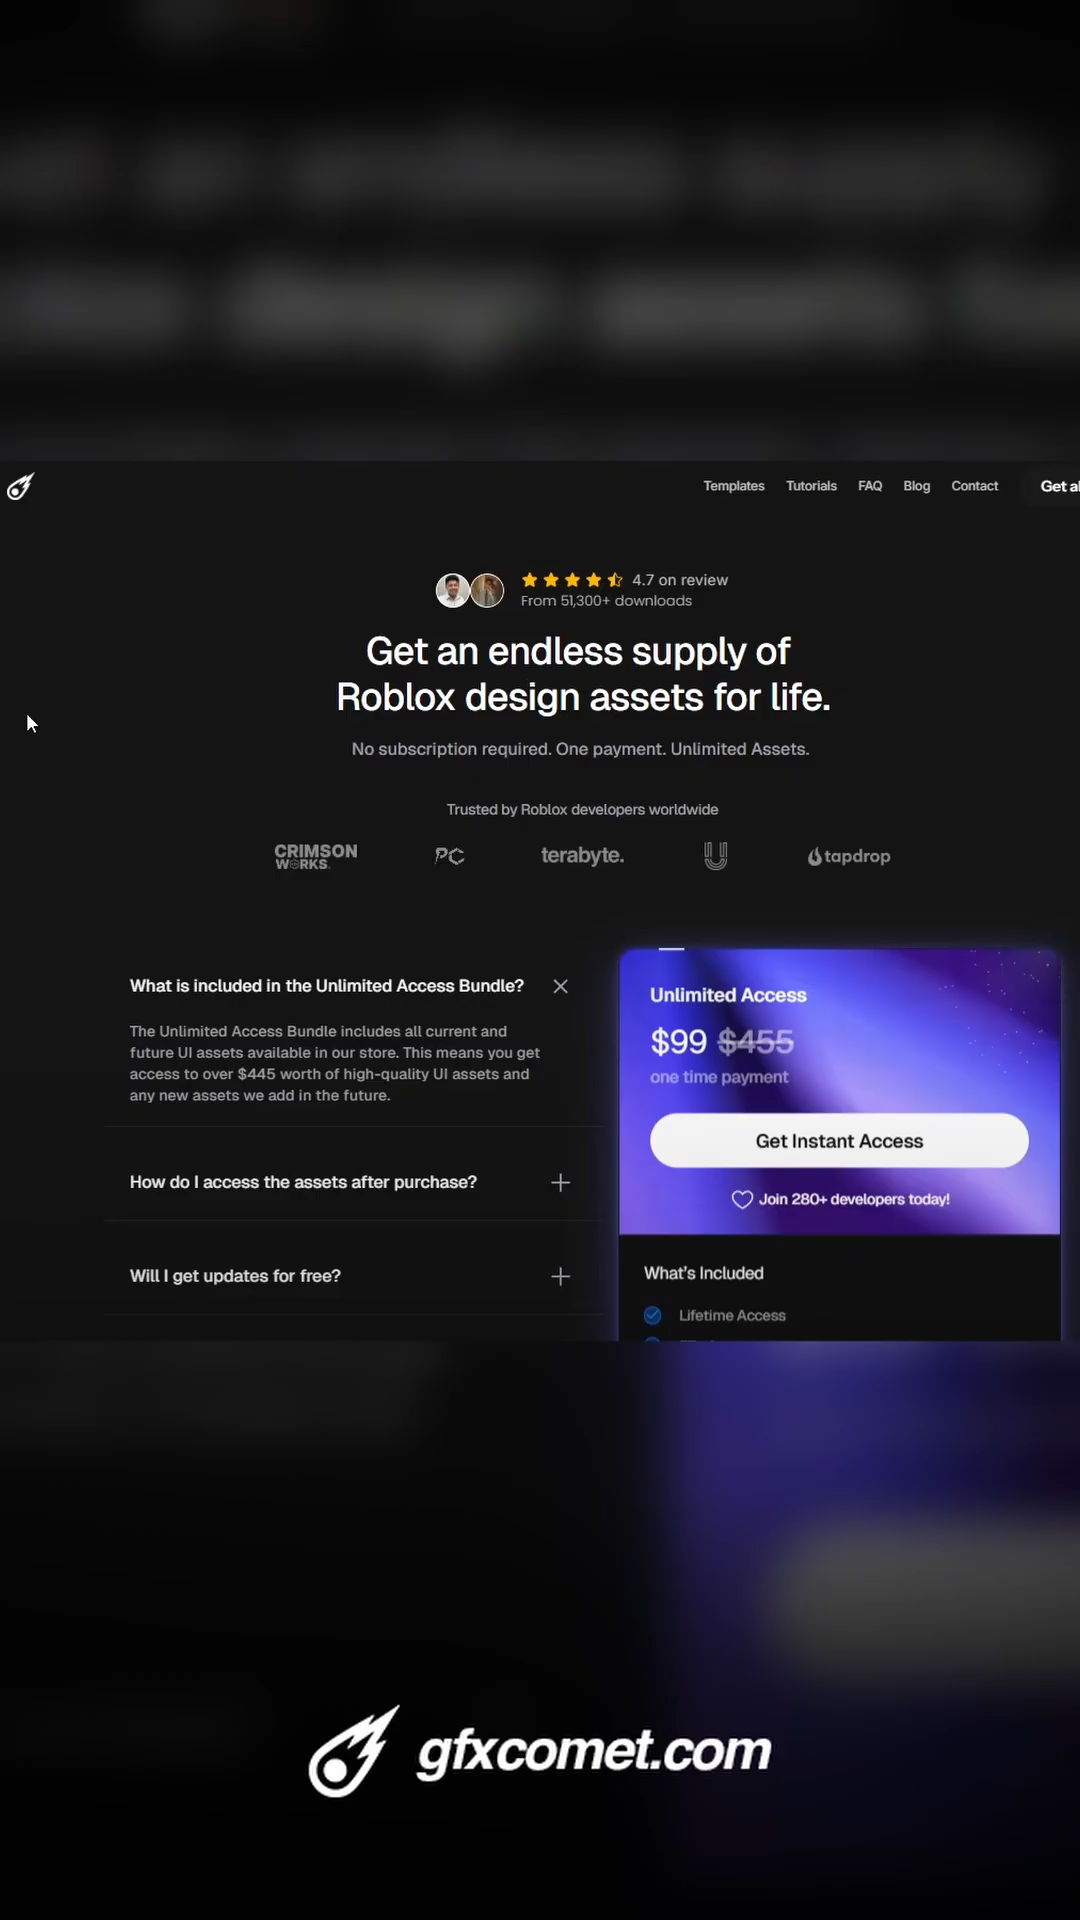 Templates Tutorials FAQ Blog Contact Get al
4.7 on review
From 51,300+ downloads
Get an endless supply of
Roblox design assets for life.
No subscription required. One payment. Unlimited Assets.
Trusted by Roblox developers worldwide
CRIMSON
WORKS.
PC
terabyte.
U
tapdrop
What is included in the Unlimited Access Bundle?
The Unlimited Access Bundle includes all current and
future UI assets available in our store. This means you get
access to over $445 worth of high-quality UI assets and
any new assets we add in the future.
How do I access the assets after purchase?
Will I get updates for free?
Unlimited Access
$99 $455
one time payment
Get Instant Access
Join 280+ developers today!
What's Included
Lifetime Access
gfxcomet.com